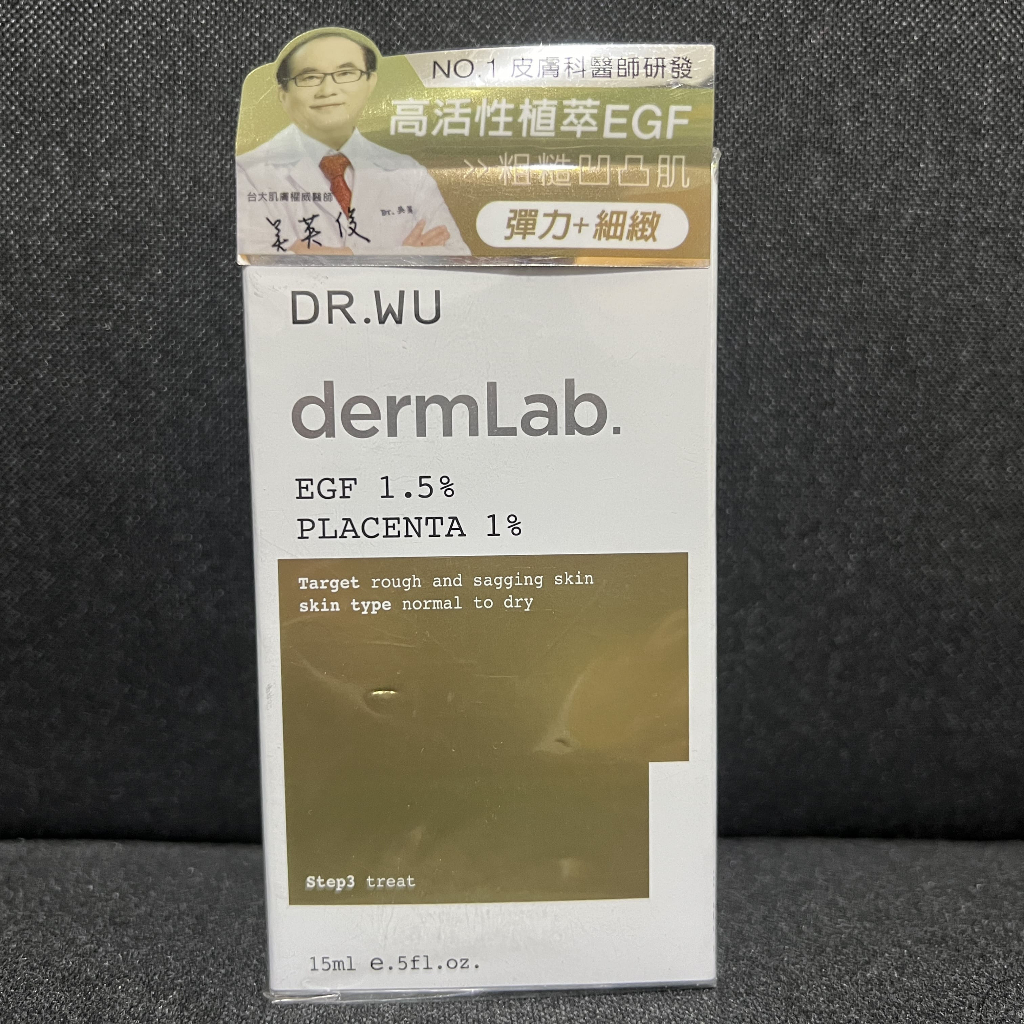 NO.1 皮膚科醫師研發
高活性植萃EGF
>> 粗糙凹凸肌
彈力+細緻
台大肌膚權威醫師
吳英俊
DR.WU
dermLab.
EGF 1.5%
PLACENTA 1%
Target rough and sagging skin
skin type normal to dry
Step3 treat
15ml e.5fl.oz.